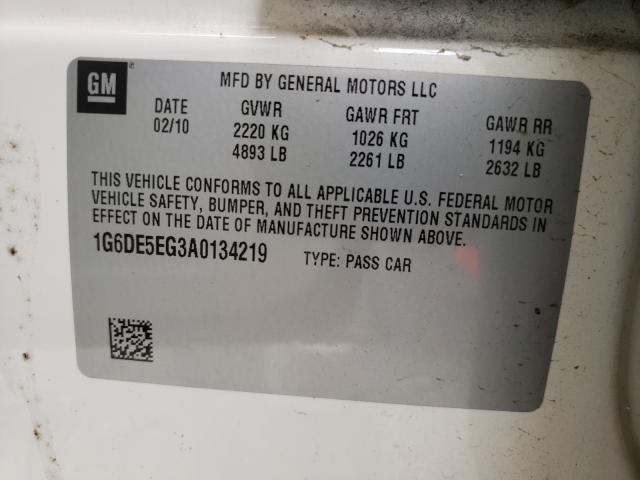 GM
MFD BY GENERAL MOTORS LLC
DATE GVWR GAWR FRT GAWR RR
02/10 2220 KG 1026 KG 1194 KG
4893 LB 2261 LB 2632 LB
THIS VEHICLE CONFORMS TO ALL APPLICABLE U.S. FEDERAL MOTOR
VEHICLE SAFETY, BUMPER, AND THEFT PREVENTION STANDARDS IN
EFFECT ON THE DATE OF MANUFACTURE SHOWN ABOVE.
1G6DE5EG3A0134219 TYPE: PASS CAR